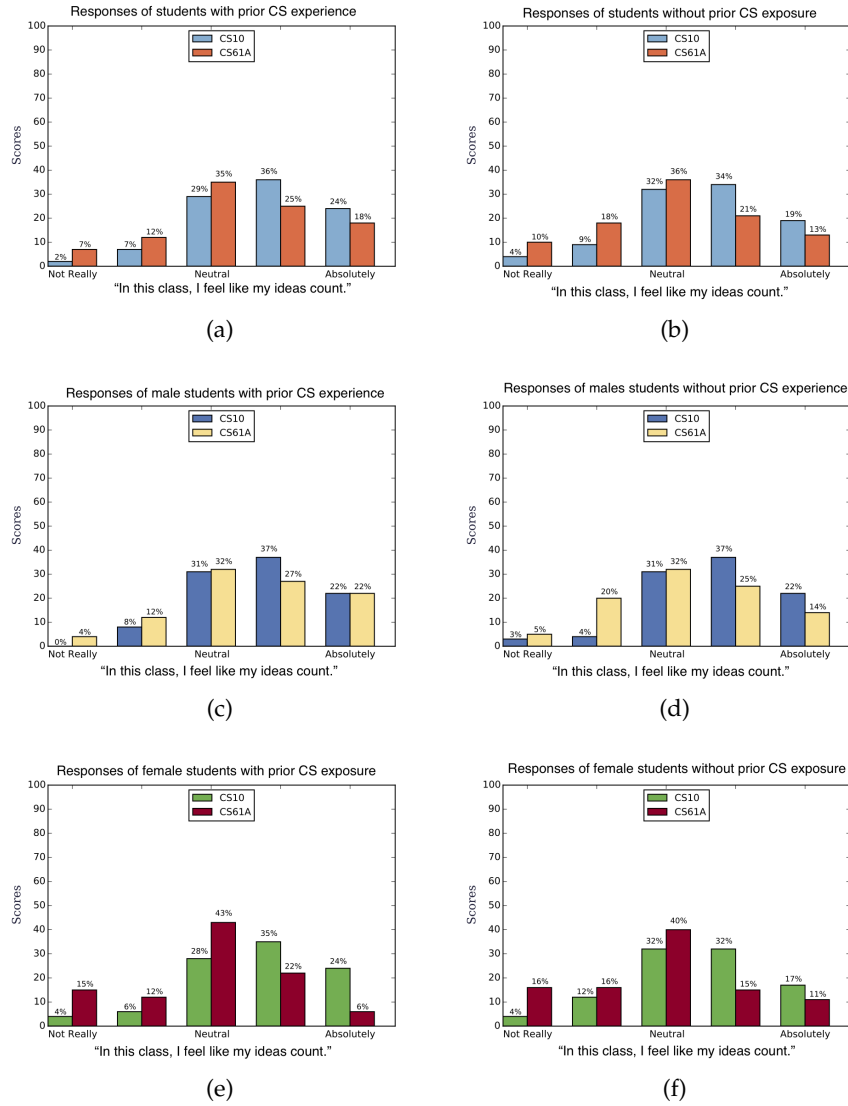 Responses of students with prior CS experience
CS10
CS61A
Scores
100
90
80
70
60
50
40
30
20
10
0
2%
7%
7%
12%
29%
35%
36%
25%
24%
18%
Not Really
Neutral
Absolutely
“In this class, I feel like my ideas count.”
(a)
Responses of students without prior CS exposure
CS10
CS61A
Scores
100
90
80
70
60
50
40
30
20
10
0
4%
10%
9%
18%
32%
36%
34%
21%
19%
13%
Not Really
Neutral
Absolutely
“In this class, I feel like my ideas count.”
(b)
Responses of male students with prior CS experience
CS10
CS61A
Scores
100
90
80
70
60
50
40
30
20
10
0
0%
4%
8%
12%
31%
32%
37%
27%
22%
22%
Not Really
Neutral
Absolutely
“In this class, I feel like my ideas count.”
(c)
Responses of males students without prior CS experience
CS10
CS61A
Scores
100
90
80
70
60
50
40
30
20
10
0
3%
5%
4%
20%
31%
32%
37%
25%
22%
14%
Not Really
Neutral
Absolutely
“In this class, I feel like my ideas count.”
(d)
Responses of female students with prior CS exposure
CS10
CS61A
Scores
100
90
80
70
60
50
40
30
20
10
0
4%
15%
6%
12%
28%
43%
35%
22%
24%
6%
Not Really
Neutral
Absolutely
“In this class, I feel like my ideas count.”
(e)
Responses of female students without prior CS exposure
CS10
CS61A
Scores
100
90
80
70
60
50
40
30
20
10
0
4%
16%
12%
16%
32%
40%
32%
15%
17%
11%
Not Really
Neutral
Absolutely
“In this class, I feel like my ideas count.”
(f)